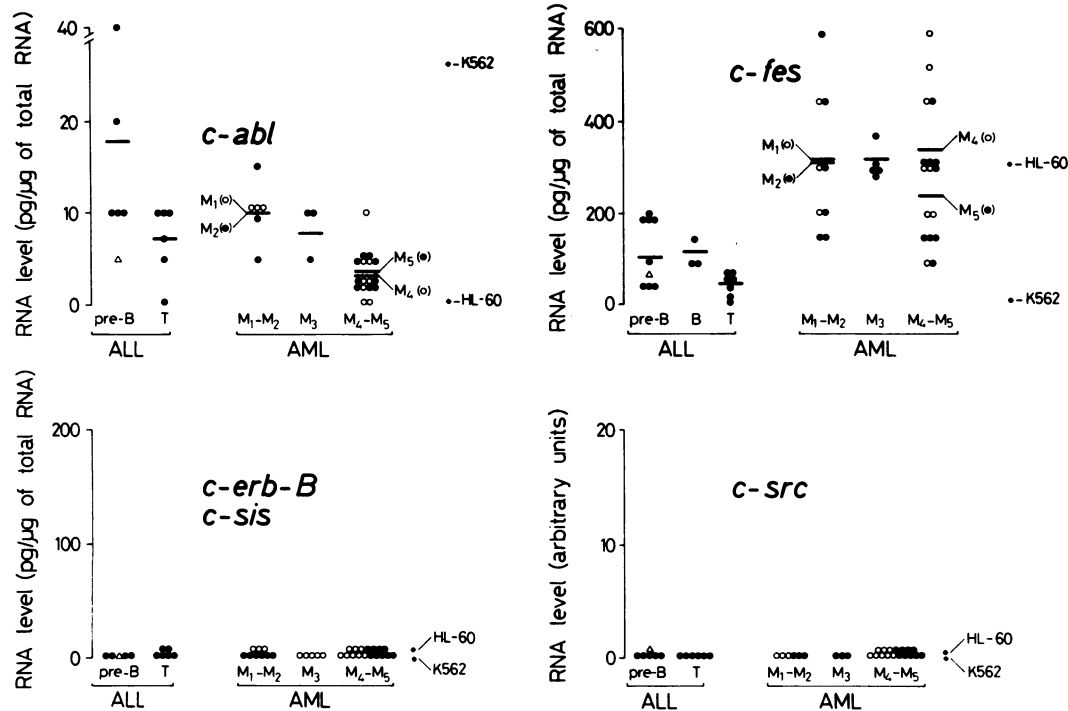 RNA level (pg/μg of total RNA)
40
20
10
0
c-abl
K562
HL-60
M1(○)
M2(●)
M5(●)
M4(○)
pre-B T M1-M2 M3 M4-M5
ALL AML
RNA level (pg/μg of total RNA)
600
400
200
0
c-fes
M1(○)
M2(●)
M4(○)
M5(●)
HL-60
K562
pre-B B T M1-M2 M3 M4-M5
ALL AML
RNA level (pg/μg of total RNA)
200
100
0
c-erb-B
c-sis
HL-60
K562
pre-B T M1-M2 M3 M4-M5
ALL AML
RNA level (arbitrary units)
20
10
0
c-src
HL-60
K562
pre-B T M1-M2 M3 M4-M5
ALL AML